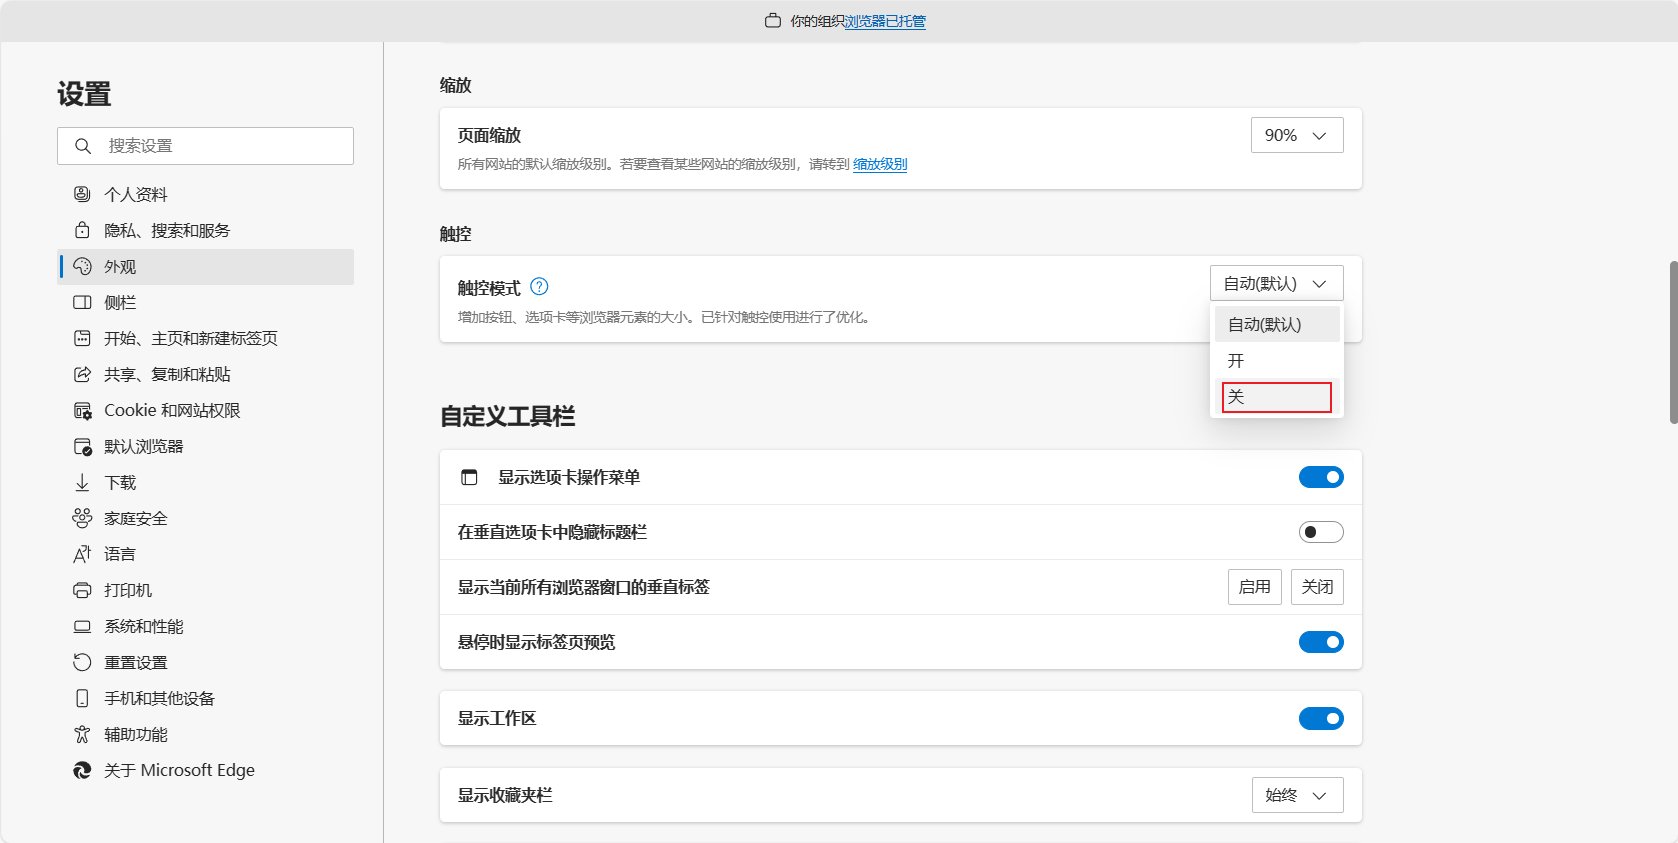 你的组织浏览器已托管
设置
搜索设置
个人资料
隐私、搜索和服务
外观
侧栏
开始、主页和新建标签页
共享、复制和粘贴
Cookie 和网站权限
默认浏览器
下载
家庭安全
语言
打印机
系统和性能
重置设置
手机和其他设备
辅助功能
关于 Microsoft Edge
缩放
页面缩放
90%
所有网站的默认缩放级别。若要查看某些网站的缩放级别，请转到 缩放级别
触控
触控模式
自动(默认)
增加按钮、选项卡等浏览器元素的大小。已针对触控使用进行了优化。
自动(默认)
开
关
自定义工具栏
显示选项卡操作菜单
在垂直选项卡中隐藏标题栏
显示当前所有浏览器窗口的垂直标签
启用 关闭
悬停时显示标签页预览
显示工作区
显示收藏夹栏
始终